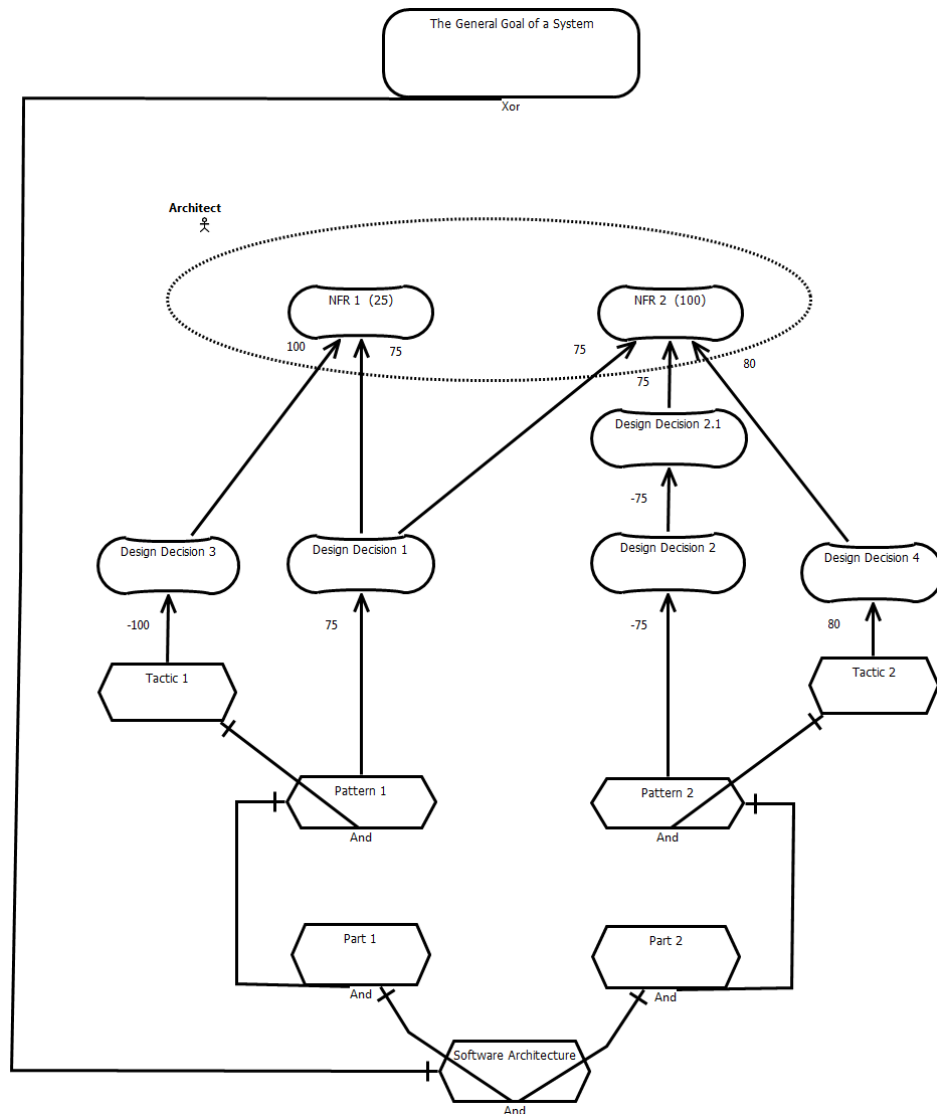 The General Goal of a System
Xor
Architect
NFR 1 (25)
NFR 2 (100)
100
75
75
75
80
Design Decision 2.1
-75
Design Decision 3
Design Decision 1
Design Decision 2
Design Decision 4
-100
75
-75
80
Tactic 1
Tactic 2
Pattern 1
Pattern 2
And
And
Part 1
Part 2
And
And
Software Architecture
And